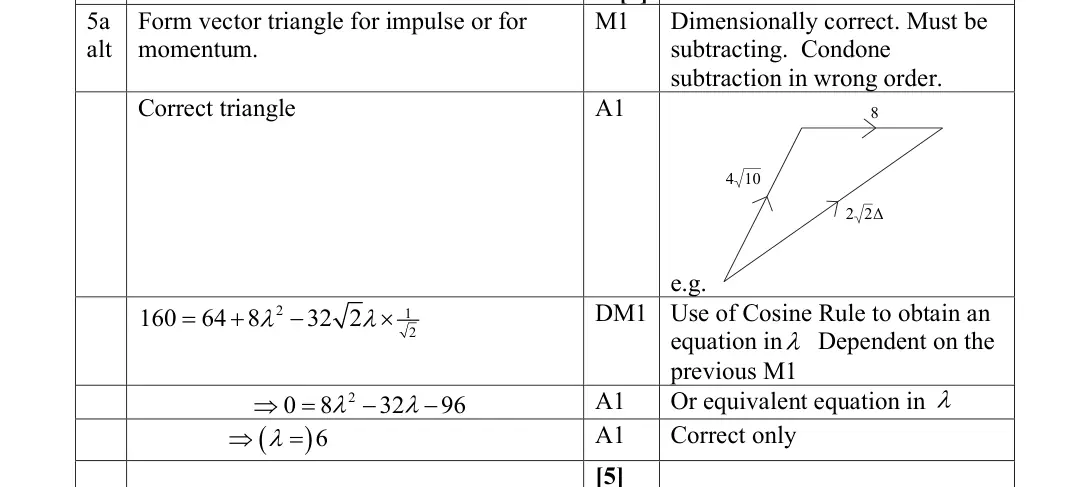 5a alt Form vector triangle for impulse or for momentum. M1 Dimensionally correct. Must be subtracting. Condone subtraction in wrong order.
Correct triangle A1
8
4√10
2√2Δ
e.g.
160 = 64 + 8λ² − 32√2λ × 1/√2 DM1 Use of Cosine Rule to obtain an equation in λ Dependent on the previous M1
⇒ 0 = 8λ² − 32λ − 96 A1 Or equivalent equation in λ
⇒ (λ =) 6 A1 Correct only
[5]